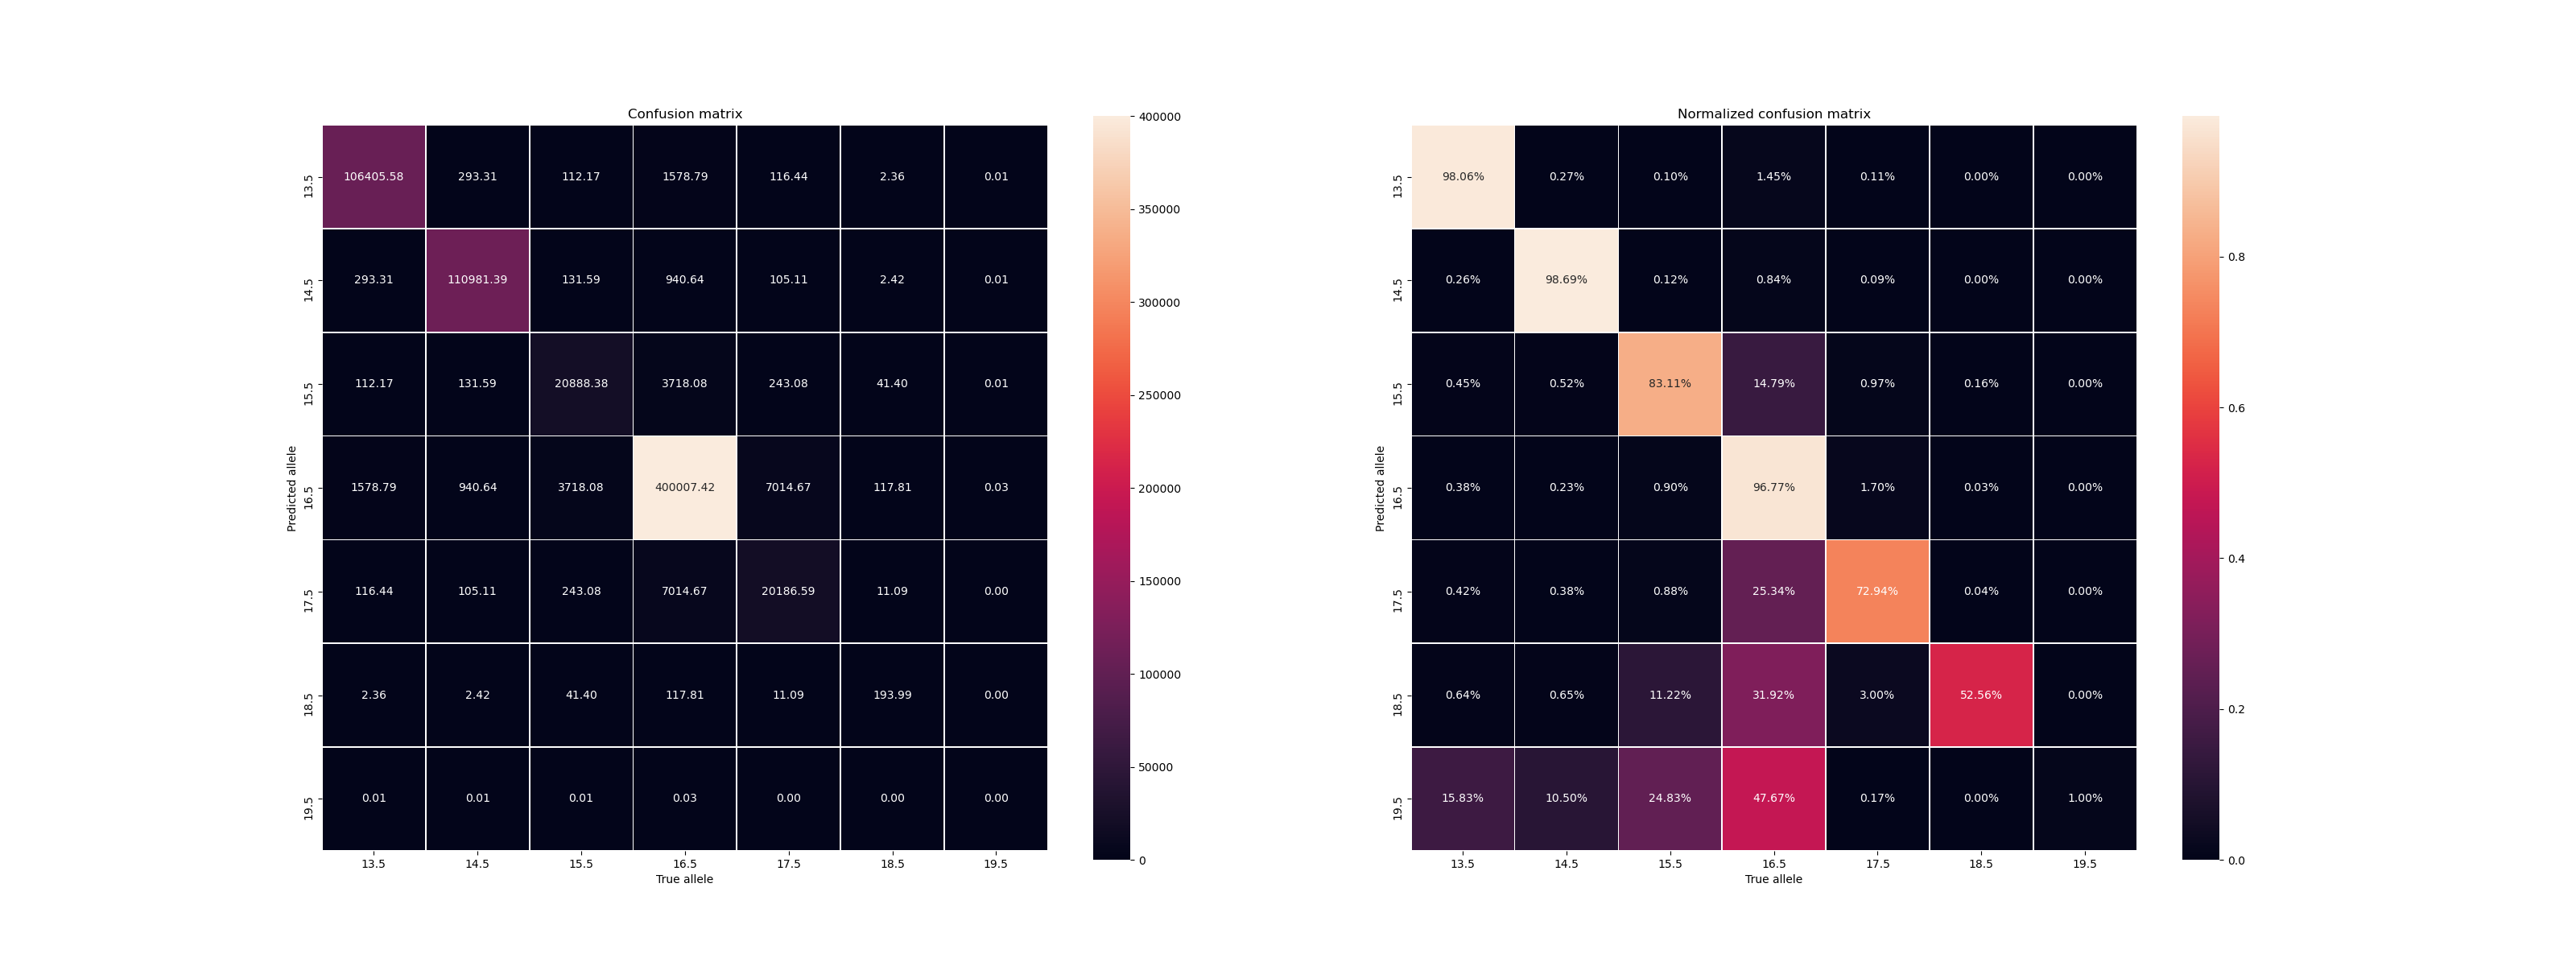 Confusion matrix
106405.58 293.31 112.17 1578.79 116.44 2.36 0.01
293.31 110981.39 131.59 940.64 105.11 2.42 0.01
112.17 131.59 20888.38 3718.08 243.08 41.40 0.01
1578.79 940.64 3718.08 400007.42 7014.67 117.81 0.03
116.44 105.11 243.08 7014.67 20186.59 11.09 0.00
2.36 2.42 41.40 117.81 11.09 193.99 0.00
0.01 0.01 0.01 0.03 0.00 0.00 0.00
13.5
14.5
15.5
16.5
17.5
18.5
19.5
Predicted allele
13.5 14.5 15.5 16.5 17.5 18.5 19.5
True allele
400000
350000
300000
250000
200000
150000
100000
50000
0
Normalized confusion matrix
98.06% 0.27% 0.10% 1.45% 0.11% 0.00% 0.00%
0.26% 98.69% 0.12% 0.84% 0.09% 0.00% 0.00%
0.45% 0.52% 83.11% 14.79% 0.97% 0.16% 0.00%
0.38% 0.23% 0.90% 96.77% 1.70% 0.03% 0.00%
0.42% 0.38% 0.88% 25.34% 72.94% 0.04% 0.00%
0.64% 0.65% 11.22% 31.92% 3.00% 52.56% 0.00%
15.83% 10.50% 24.83% 47.67% 0.17% 0.00% 1.00%
13.5
14.5
15.5
16.5
17.5
18.5
19.5
Predicted allele
13.5 14.5 15.5 16.5 17.5 18.5 19.5
True allele
0.8
0.6
0.4
0.2
0.0